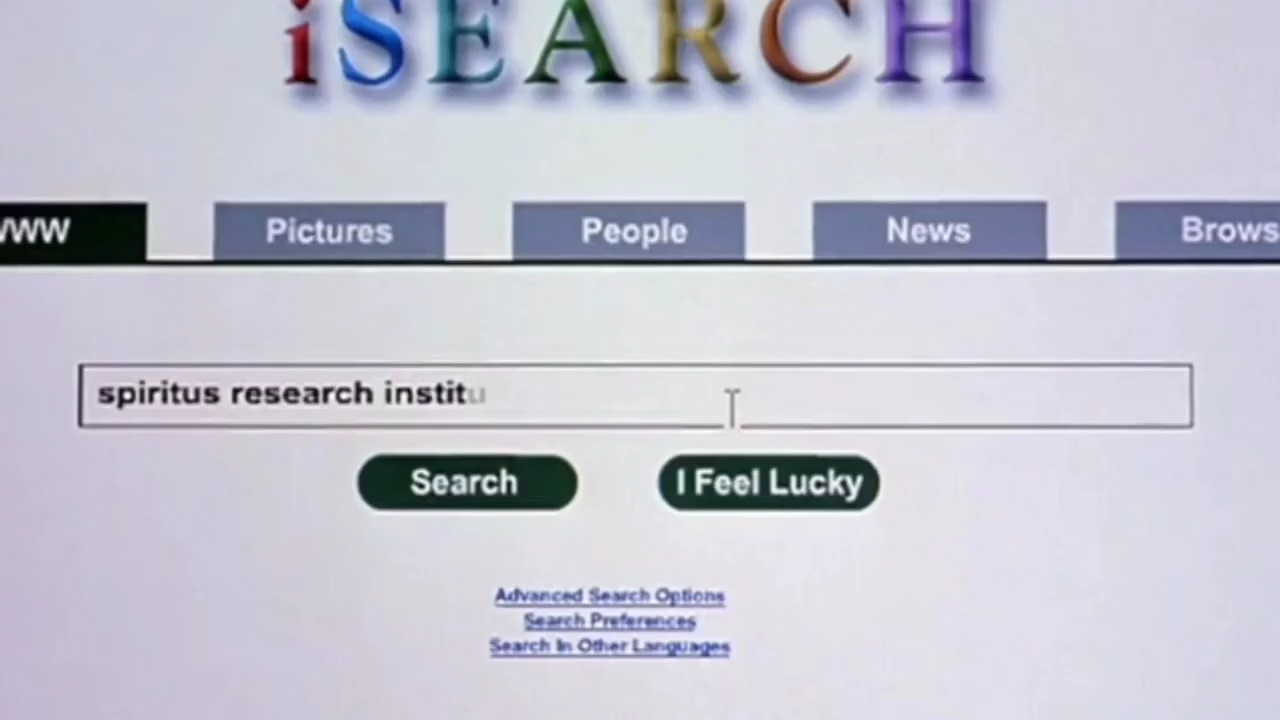 iSEARCH
WWW Pictures People News Brows
spiritus research institu
Search I Feel Lucky
Advanced Search Options
Search Preferences
Search In Other Languages